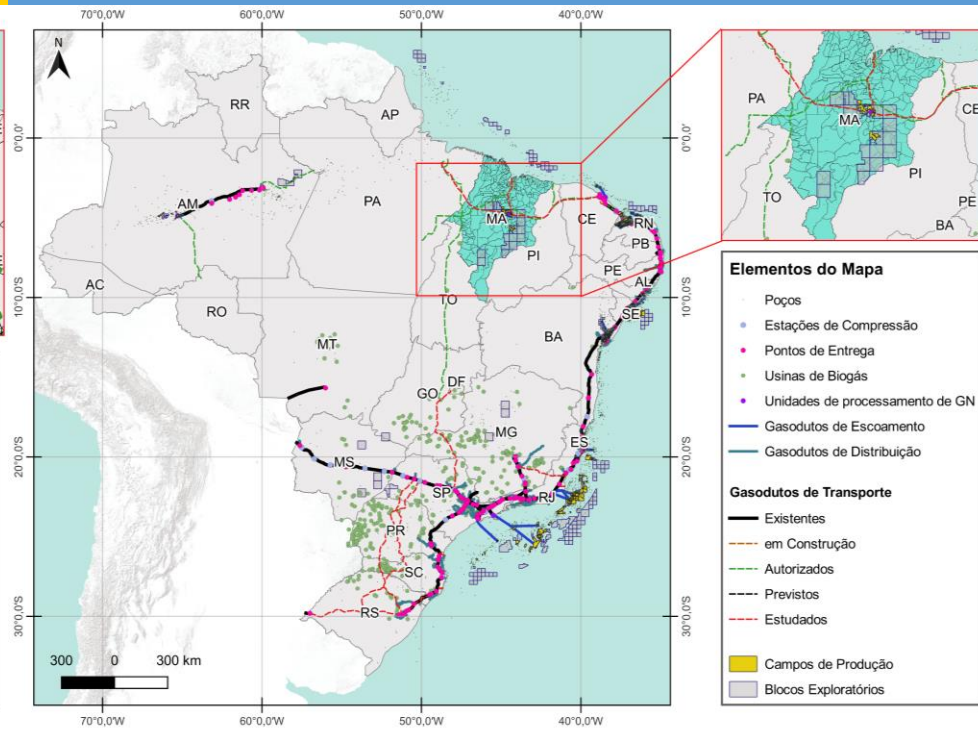 70°0,0'W 60°0,0'W 50°0,0'W 40°0,0'W
N
RR
AP
0°0,0'
AM
PA
MA
CE
RN
PB
PI
PE
AL
AC
TO
SE
10°0,0'S
RO
BA
MT
DF
GO
MG
ES
20°0,0'S
MS
SP
RJ
PR
SC
30°0,0'S
RS
300 0 300 km
70°0,0'W 60°0,0'W 50°0,0'W 40°0,0'W
0°0,0'
10°0,0'S
20°0,0'S
30°0,0'S
PA
MA
CE
PI
TO
PE
BA
Elementos do Mapa
Poços
Estações de Compressão
Pontos de Entrega
Usinas de Biogás
Unidades de processamento de GN
Gasodutos de Escoamento
Gasodutos de Distribuição
Gasodutos de Transporte
Existentes
em Construção
Autorizados
Previstos
Estudados
Campos de Produção
Blocos Exploratórios